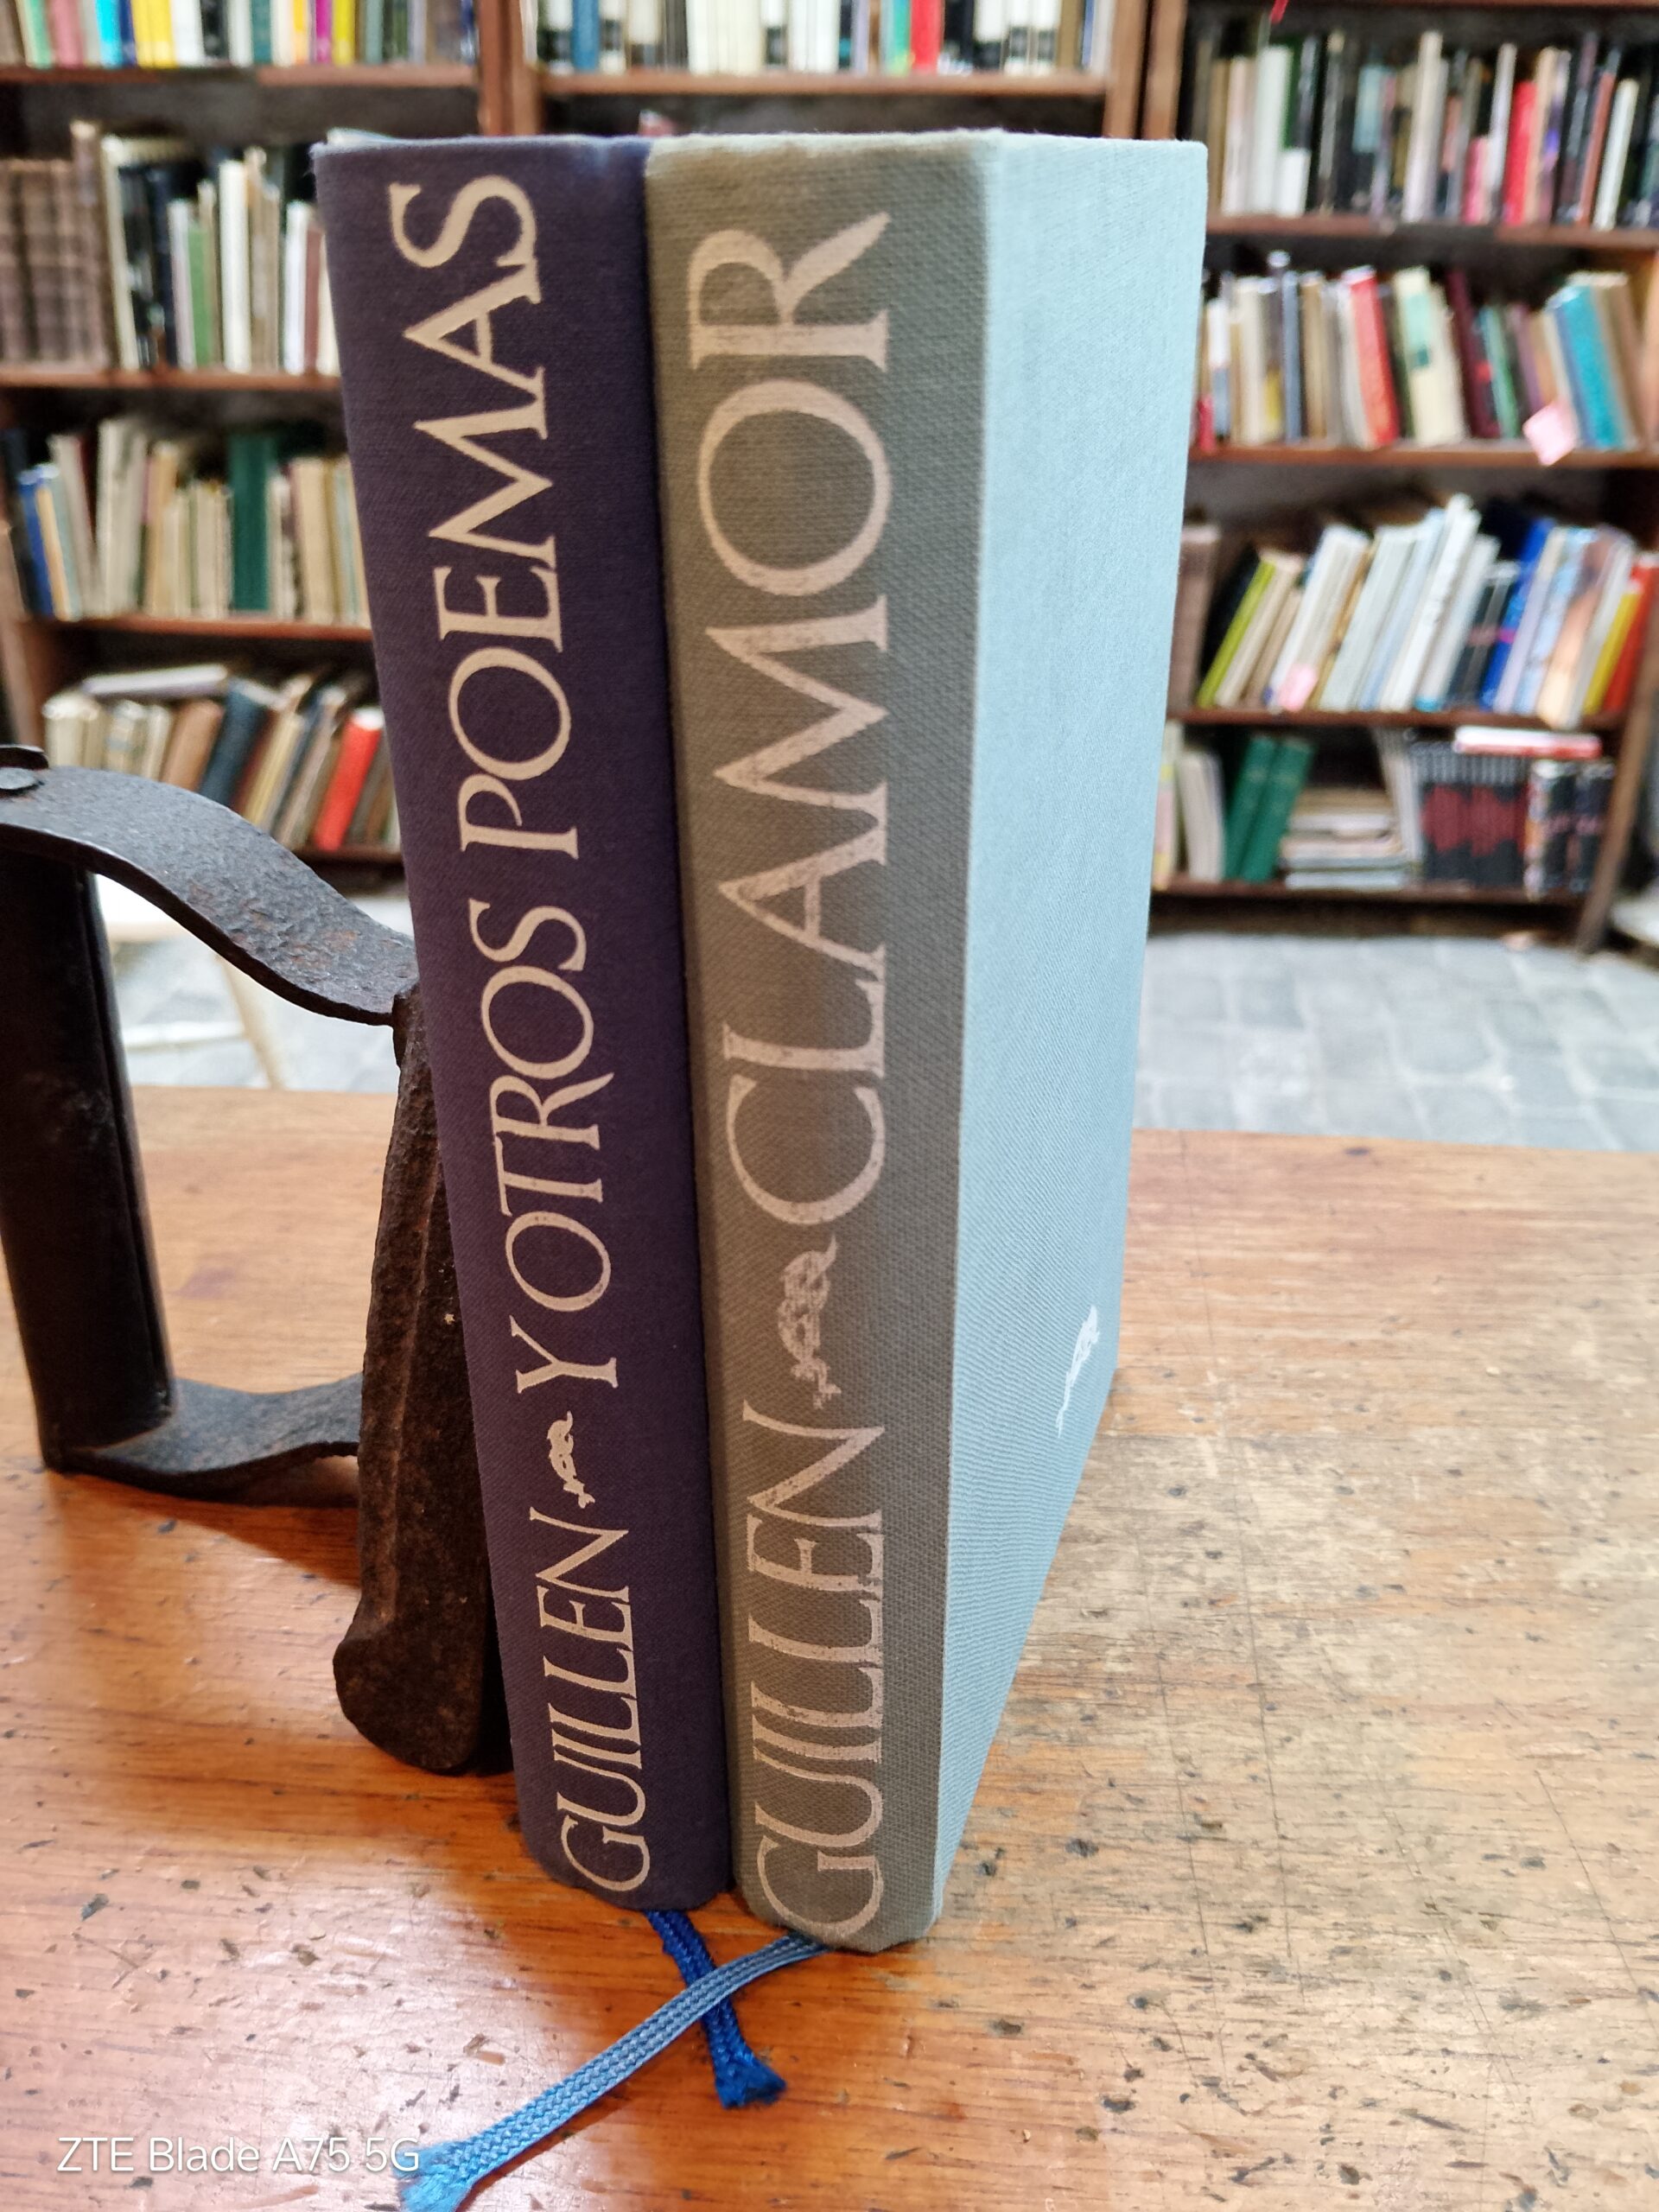 GUILLEN Y OTROS POEMAS
GUILLEN CLAMOR
ZTE Blade A75 5G